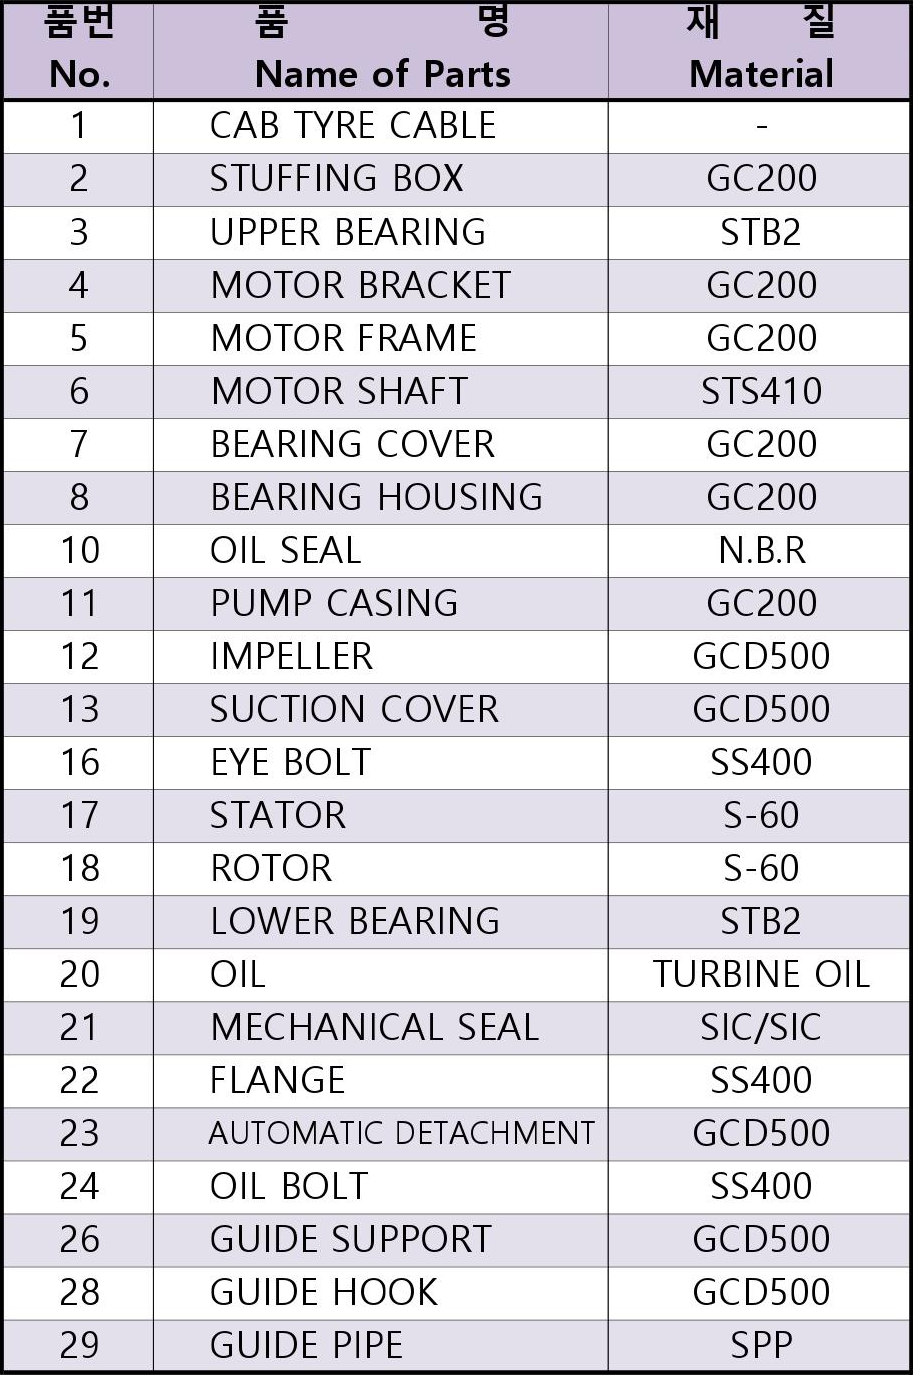 품번 품 명 재 질
No. Name of Parts Material
1 CAB TYRE CABLE -
2 STUFFING BOX GC200
3 UPPER BEARING STB2
4 MOTOR BRACKET GC200
5 MOTOR FRAME GC200
6 MOTOR SHAFT STS410
7 BEARING COVER GC200
8 BEARING HOUSING GC200
10 OIL SEAL N.B.R
11 PUMP CASING GC200
12 IMPELLER GCD500
13 SUCTION COVER GCD500
16 EYE BOLT SS400
17 STATOR S-60
18 ROTOR S-60
19 LOWER BEARING STB2
20 OIL TURBINE OIL
21 MECHANICAL SEAL SIC/SIC
22 FLANGE SS400
23 AUTOMATIC DETACHMENT GCD500
24 OIL BOLT SS400
26 GUIDE SUPPORT GCD500
28 GUIDE HOOK GCD500
29 GUIDE PIPE SPP